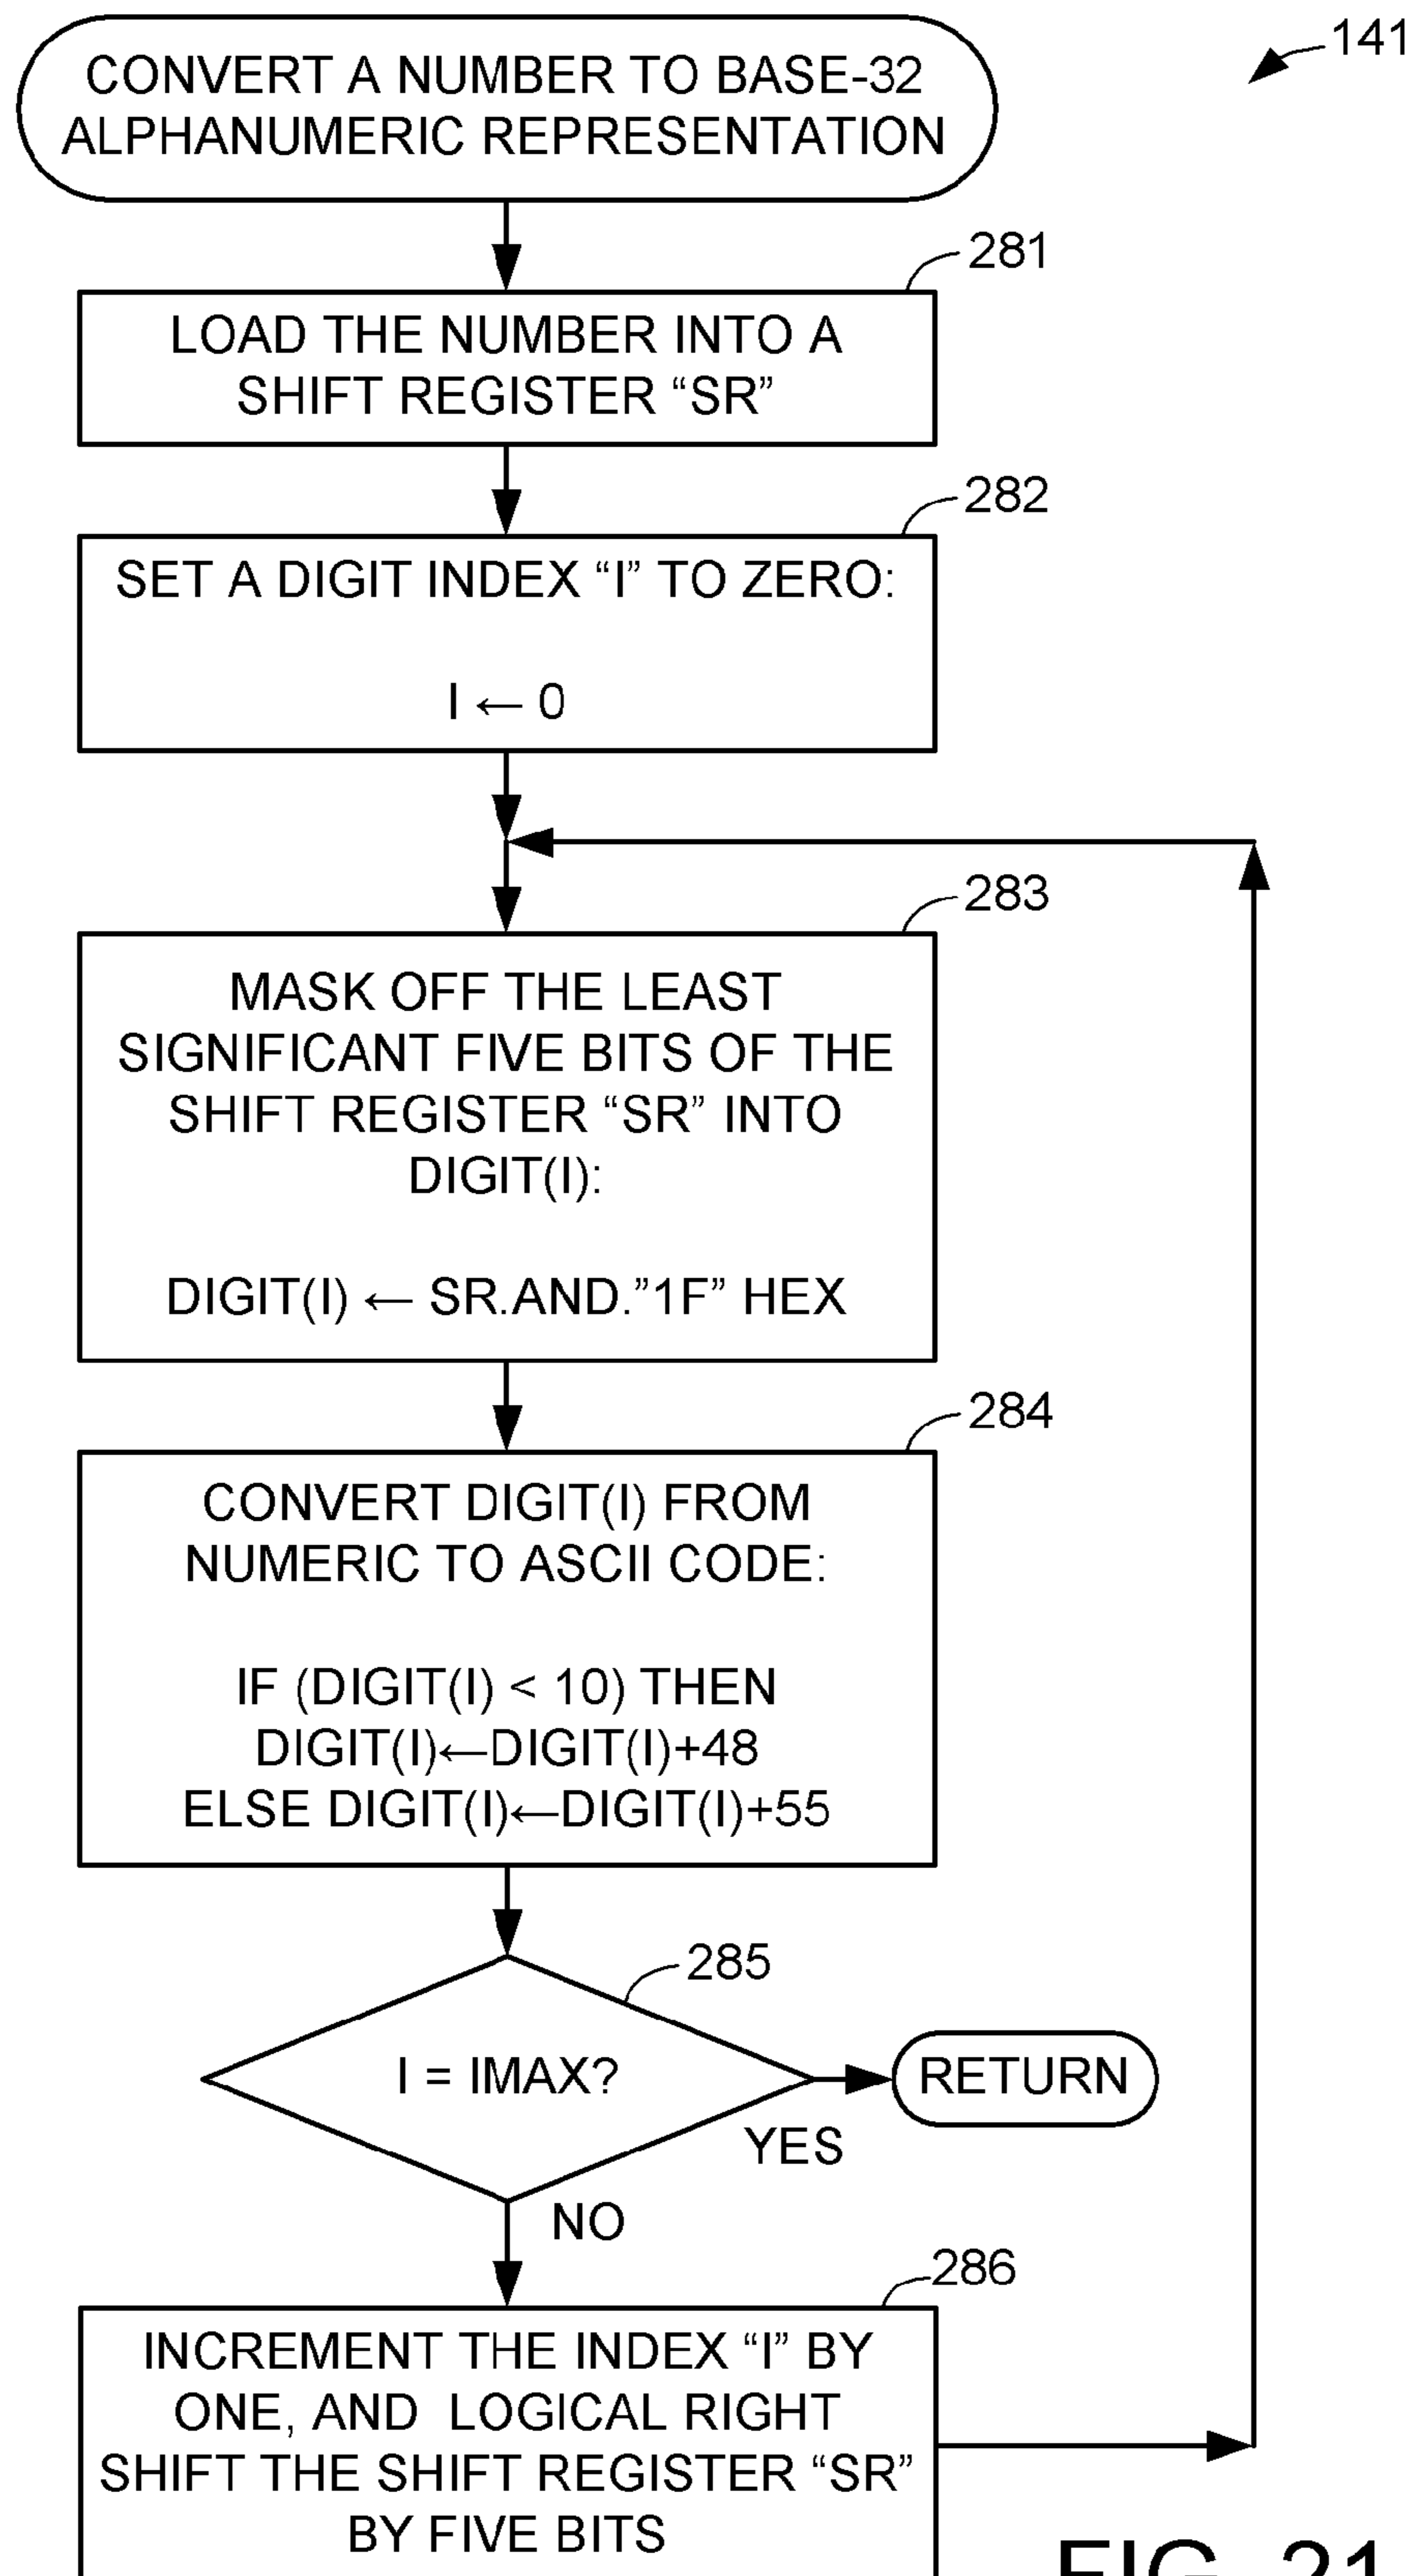 141
CONVERT A NUMBER TO BASE-32
ALPHANUMERIC REPRESENTATION
281
LOAD THE NUMBER INTO A
SHIFT REGISTER “SR”
282
SET A DIGIT INDEX “I” TO ZERO:
I ← 0
283
MASK OFF THE LEAST
SIGNIFICANT FIVE BITS OF THE
SHIFT REGISTER “SR” INTO
DIGIT(I):
DIGIT(I) ← SR.AND.”1F” HEX
284
CONVERT DIGIT(I) FROM
NUMERIC TO ASCII CODE:
IF (DIGIT(I) < 10) THEN
DIGIT(I)←DIGIT(I)+48
ELSE DIGIT(I)←DIGIT(I)+55
285
I = IMAX?
RETURN
YES
NO
286
INCREMENT THE INDEX “I” BY
ONE, AND LOGICAL RIGHT
SHIFT THE SHIFT REGISTER “SR”
BY FIVE BITS
FIG. 21